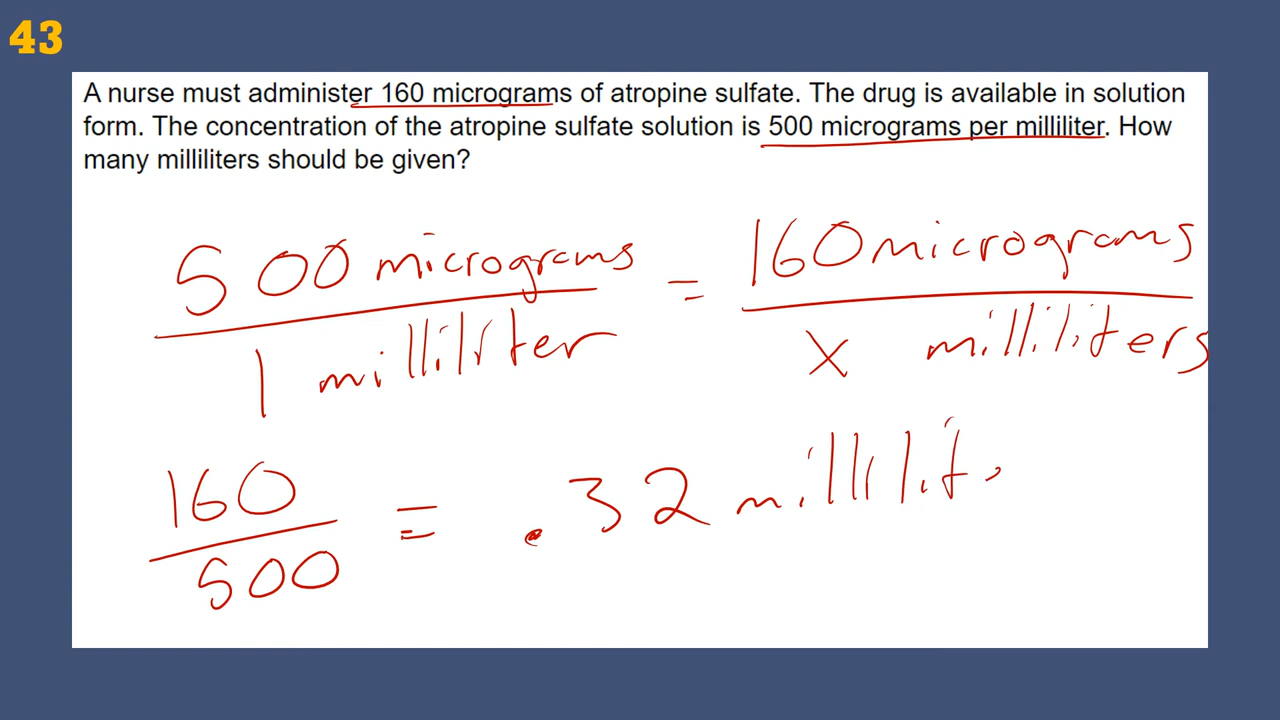 43
A nurse must administer 160 micrograms of atropine sulfate. The drug is available in solution
form. The concentration of the atropine sulfate solution is 500 micrograms per milliliter. How
many milliliters should be given?
500 micrograms = 160 micrograms
1 milliliter x milliliters
160
500 = .32 millilit